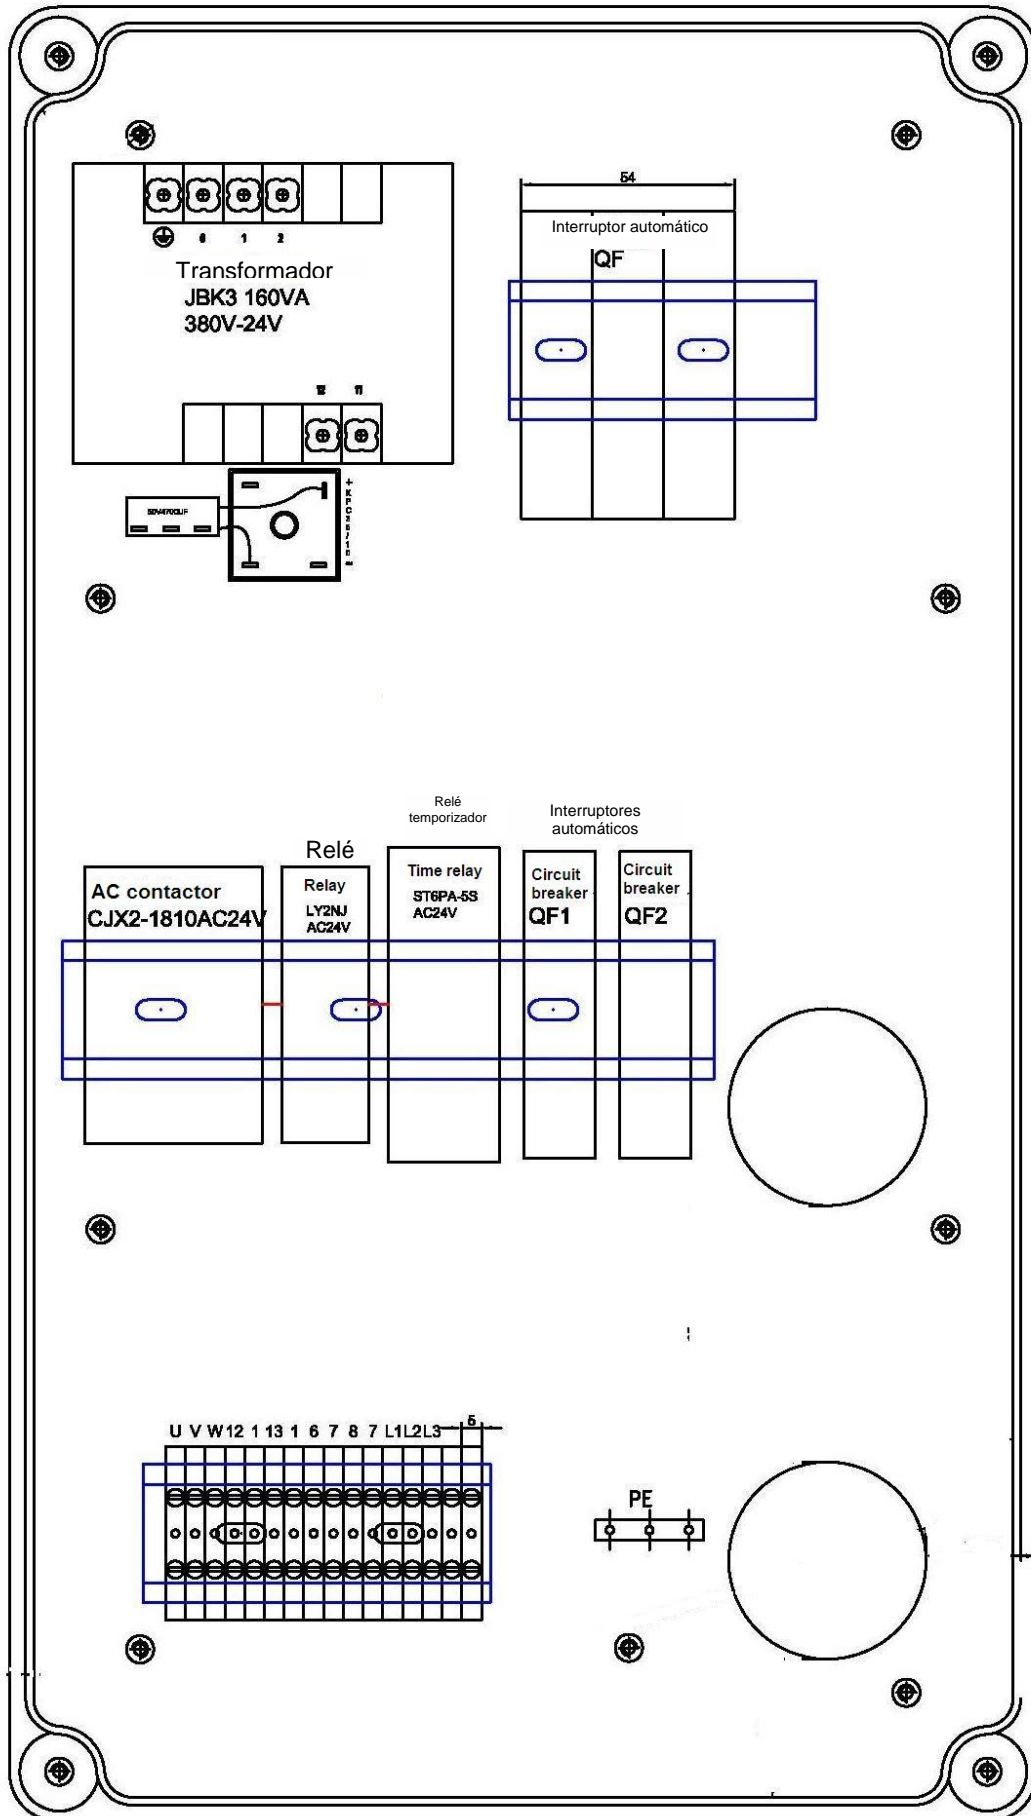 54
Interruptor automático
QF
0 1 2
Transformador
JBK3 160VA
380V-24V
12 11
50V4700UF
+
Relé
temporizador
Interruptores
automáticos
Relé
AC contactor
CJX2-1810AC24V
Relay
LY2NJ
AC24V
Time relay
ST6PA-5S
AC24V
Circuit
breaker
QF1
Circuit
breaker
QF2
U V W 12 1 13 1 6 7 8 7 L1 L2 L3 5
PE